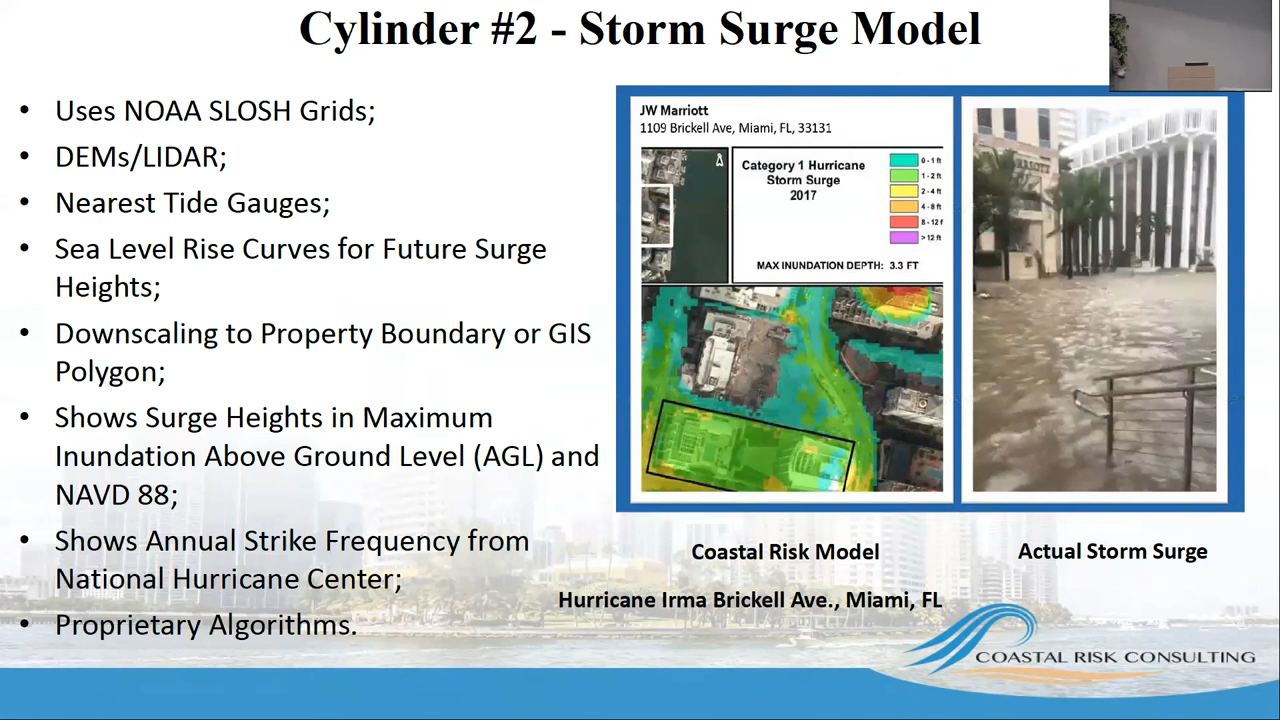 Cylinder #2 - Storm Surge Model
• Uses NOAA SLOSH Grids;
• DEMs/LIDAR;
• Nearest Tide Gauges;
• Sea Level Rise Curves for Future Surge
Heights;
• Downscaling to Property Boundary or GIS
Polygon;
• Shows Surge Heights in Maximum
Inundation Above Ground Level (AGL) and
NAVD 88;
• Shows Annual Strike Frequency from
National Hurricane Center;
• Proprietary Algorithms.
JW Marriott
1109 Brickell Ave, Miami, FL, 33131
Category 1 Hurricane
Storm Surge
2017
0 - 1 ft
1 - 2 ft
2 - 4 ft
4 - 8 ft
8 - 12 f
> 12 ft
MAX INUNDATION DEPTH: 3.3 FT
Coastal Risk Model
Actual Storm Surge
Hurricane Irma Brickell Ave., Miami, FL
COASTAL RISK CONSULTING